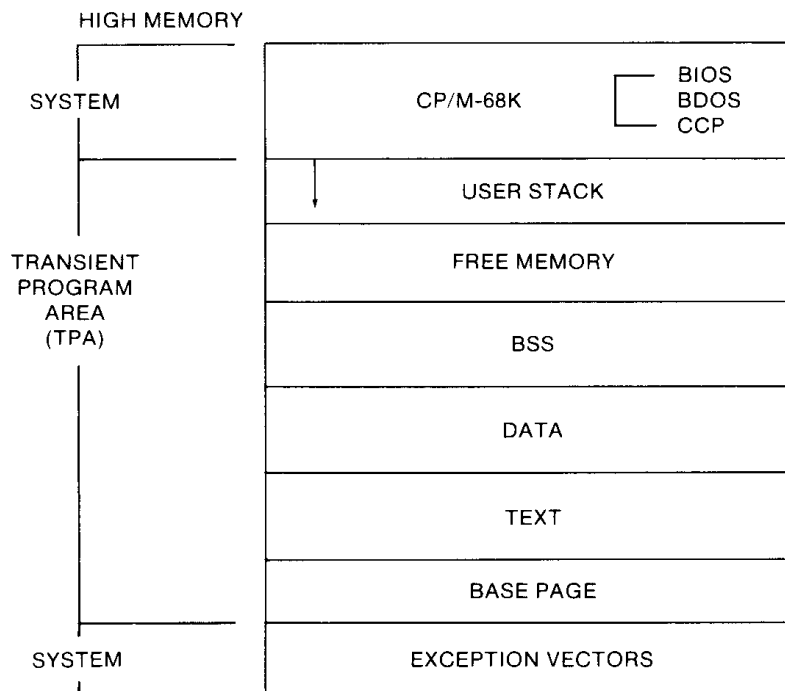 HIGH MEMORY
SYSTEM
CP/M-68K
BIOS
BDOS
CCP
USER STACK
TRANSIENT
PROGRAM
AREA
(TPA)
FREE MEMORY
BSS
DATA
TEXT
BASE PAGE
SYSTEM
EXCEPTION VECTORS